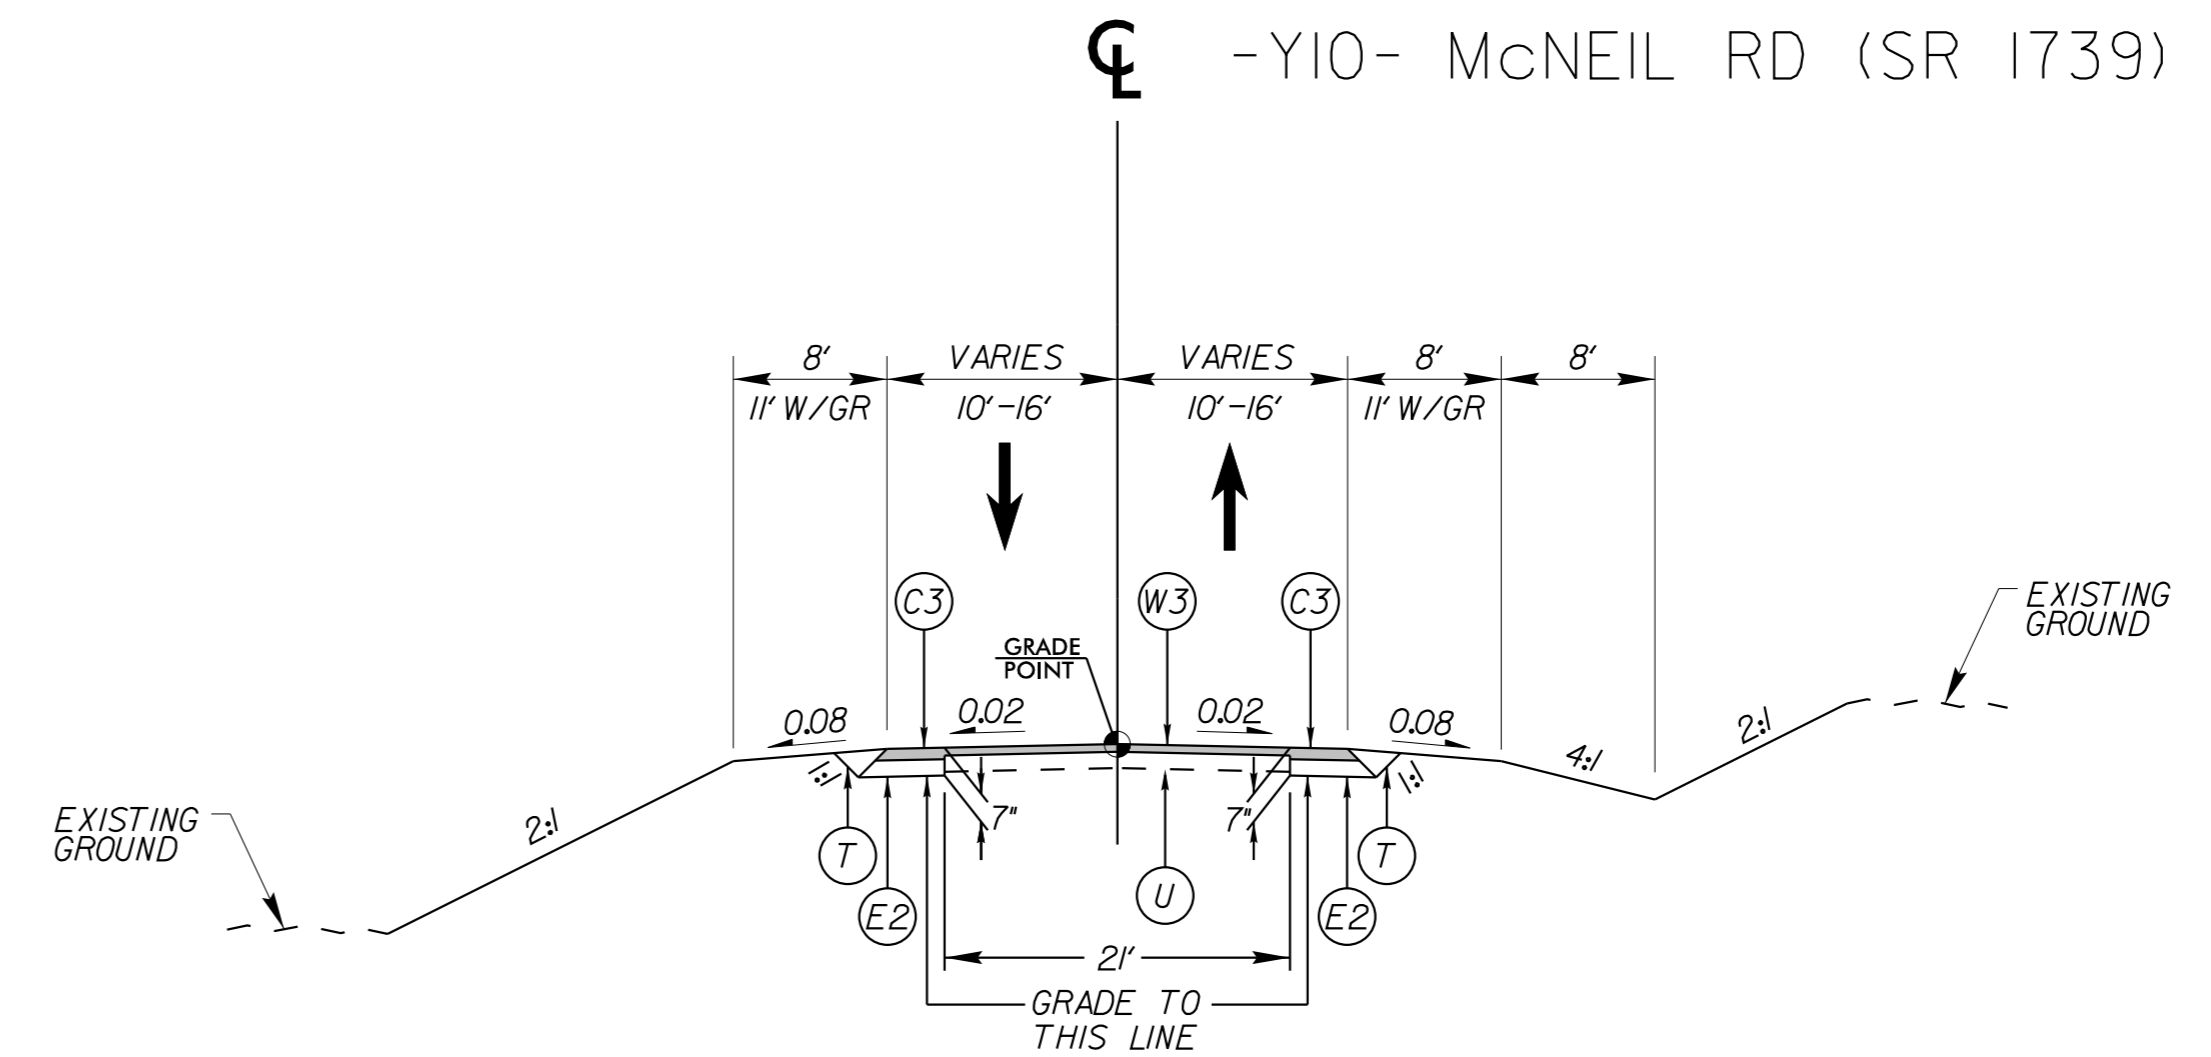 ℄ -Y10- McNEIL RD (SR 1739)
8' VARIES VARIES 8' 8'
11' W/GR 10'-16' 10'-16' 11' W/GR
C3 W3 C3
EXISTING
GROUND
GRADE
POINT
0.08 0.02 0.02 0.08
2:1
4:1
1:1 1:1
EXISTING
GROUND
2:1
7" 7"
T T
U
E2 E2
21'
GRADE TO
THIS LINE